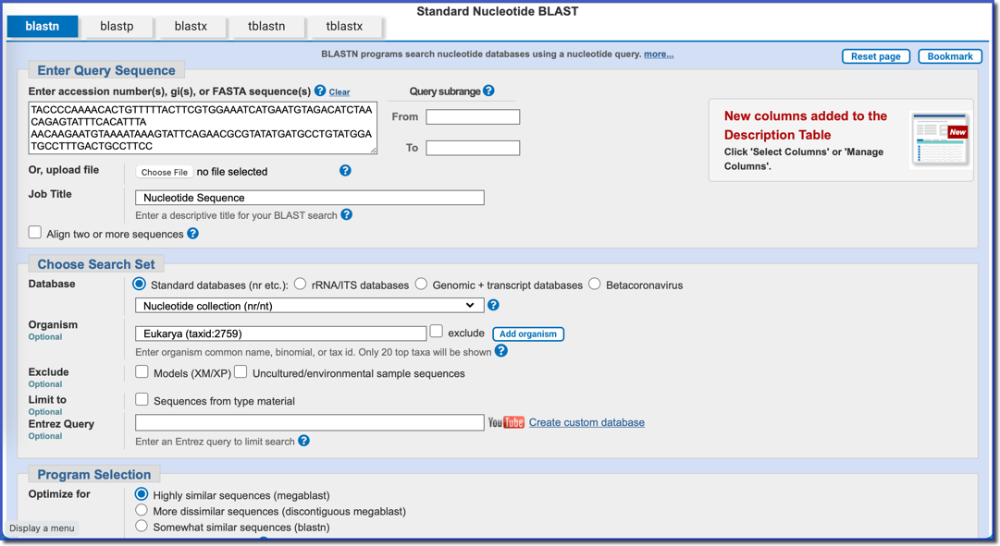 Standard Nucleotide BLAST
blastn blastp blastx tblastn tblastx
BLASTN programs search nucleotide databases using a nucleotide query. more...
Reset page Bookmark
Enter Query Sequence
Enter accession number(s), gi(s), or FASTA sequence(s) ? Clear
Query subrange ?
TACCCCAAAACACTGTTTTTACTTCGTGGAAATCATGAATGTAGACATCTAA
CAGAGTATTTCACATTTA
AACAAGAATGTAAAATAAAGTATTCAGAACGCGTATATGATGCCTGTATGGA
TGCCTTTGACTGCCTTCC
From
To
New columns added to the
Description Table
Click 'Select Columns' or 'Manage
Columns'.
New
Or, upload file Choose File no file selected ?
Job Title Nucleotide Sequence
Enter a descriptive title for your BLAST search ?
Align two or more sequences ?
Choose Search Set
Database Standard databases (nr etc.): rRNA/ITS databases Genomic + transcript databases Betacoronavirus
Nucleotide collection (nr/nt) ?
Organism
Optional
Eukarya (taxid:2759) exclude Add organism
Enter organism common name, binomial, or tax id. Only 20 top taxa will be shown ?
Exclude
Optional
Models (XM/XP) Uncultured/environmental sample sequences
Limit to
Optional
Sequences from type material
Entrez Query
Optional
YouTube Create custom database
Enter an Entrez query to limit search ?
Program Selection
Optimize for Highly similar sequences (megablast)
More dissimilar sequences (discontiguous megablast)
Somewhat similar sequences (blastn)
Display a menu